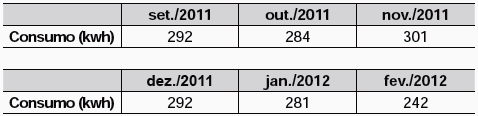 set./2011 out./2011 nov./2011
Consumo (kwh) 292 284 301
dez./2011 jan./2012 fev./2012
Consumo (kwh) 292 281 242